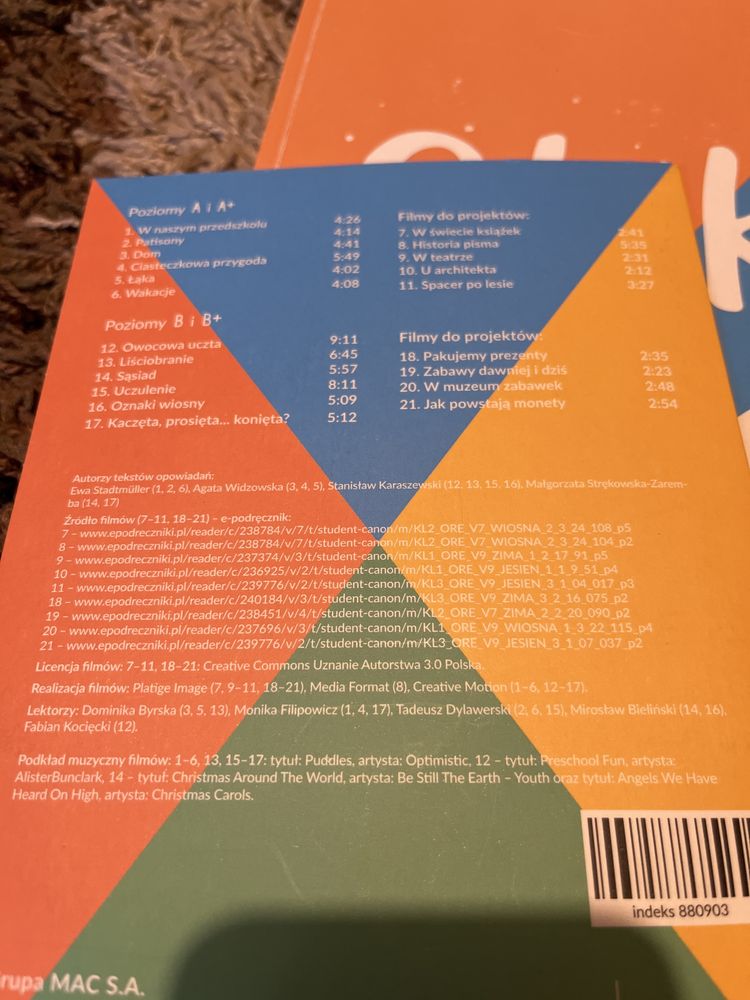 Poziomy A i A+
1. W naszym przedszkolu 4:26
2. Patisony 4:14
3. Dom 4:41
4. Ciasteczkowa przygoda 5:49
5. Łąka 4:02
6. Wakacje 4:08
Filmy do projektów:
7. W świecie książek 2:41
8. Historia pisma 5:35
9. W teatrze 2:31
10. U architekta 2:12
11. Spacer po lesie 3:27
Poziomy B i B+
12. Owocowa uczta 9:11
13. Liściobranie 6:45
14. Sąsiad 5:57
15. Uczulenie 8:11
16. Oznaki wiosny 5:09
17. Kaczęta, prosięta... konięta? 5:12
Filmy do projektów:
18. Pakujemy prezenty 2:35
19. Zabawy dawniej i dziś 2:23
20. W muzeum zabawek 2:48
21. Jak powstają monety 2:54
Autorzy tekstów opowiadań:
Ewa Stadtmüller (1, 2, 6), Agata Widzowska (3, 4, 5), Stanisław Karaszewski (12, 13, 15, 16), Małgorzata Strękowska-Zarem-
ba (14, 17)
Źródło filmów (7–11, 18–21) – e-podręcznik:
7 – www.epodreczniki.pl/reader/c/238784/v/7/t/student-canon/m/KL2_ORE_V7_WIOSNA_2_3_24_108_p5
8 – www.epodreczniki.pl/reader/c/238784/v/7/t/student-canon/m/KL2_ORE_V7_WIOSNA_2_3_24_104_p2
9 – www.epodreczniki.pl/reader/c/237374/v/3/t/student-canon/m/KL1_ORE_V9_ZIMA_1_2_17_91_p5
10 – www.epodreczniki.pl/reader/c/236925/v/2/t/student-canon/m/KL1_ORE_V9_JESIEN_1_1_9_51_p4
11 – www.epodreczniki.pl/reader/c/239776/v/2/t/student-canon/m/KL3_ORE_V9_JESIEN_3_1_04_017_p3
18 – www.epodreczniki.pl/reader/c/240184/v/3/t/student-canon/m/KL3_ORE_V9_ZIMA_3_2_16_075_p2
19 – www.epodreczniki.pl/reader/c/238451/v/4/t/student-canon/m/KL2_ORE_V7_ZIMA_2_2_20_090_p2
20 – www.epodreczniki.pl/reader/c/237696/v/3/t/student-canon/m/KL1_ORE_V9_WIOSNA_1_3_22_115_p4
21 – www.epodreczniki.pl/reader/c/239776/v/2/t/student-canon/m/KL3_ORE_V9_JESIEN_3_1_07_037_p2
Licencja filmów: 7–11, 18–21: Creative Commons Uznanie Autorstwa 3.0 Polska.
Realizacja filmów: Platige Image (7, 9–11, 18–21), Media Format (8), Creative Motion (1–6, 12–17).
Lektorzy: Dominika Byrska (3, 5, 13), Monika Filipowicz (1, 4, 17), Tadeusz Dylawerski (2, 6, 15), Mirosław Bieliński (14, 16),
Fabian Kocięcki (12).
Podkład muzyczny filmów: 1–6, 13, 15–17: tytuł: Puddles, artysta: Optimistic, 12 – tytuł: Preschool Fun, artysta:
AlisterBunclark, 14 – tytuł: Christmas Around The World, artysta: Be Still The Earth – Youth oraz tytuł: Angels We Have
Heard On High, artysta: Christmas Carols.
indeks 880903
Grupa MAC S.A.